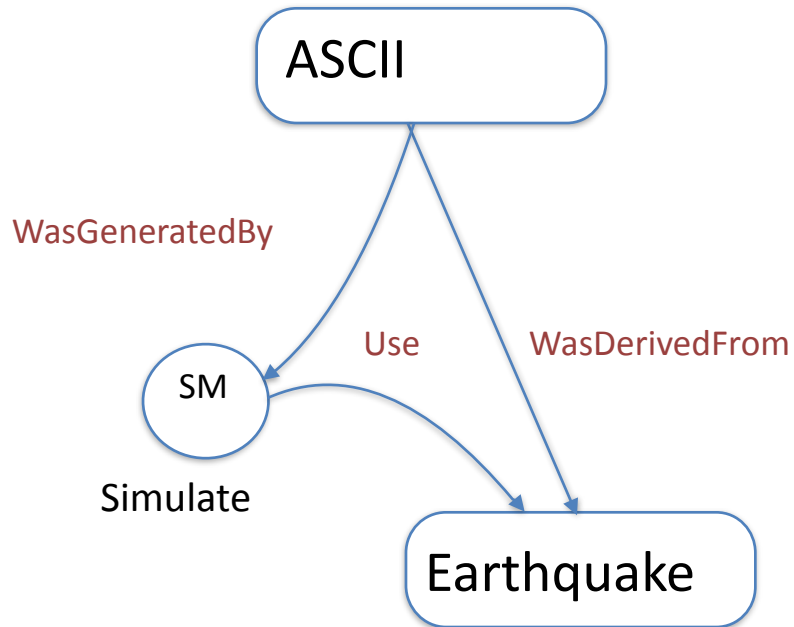 ASCII
WasGeneratedBy
Use
WasDerivedFrom
SM
Simulate
Earthquake